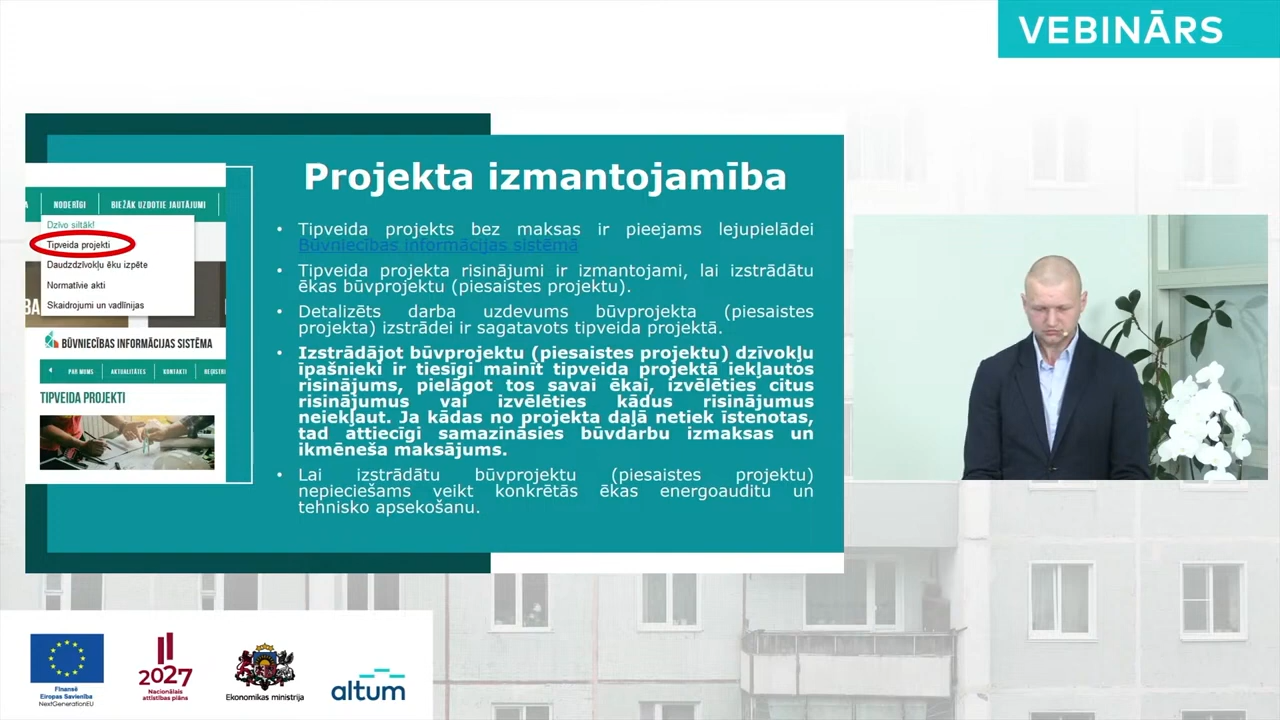 VEBINĀRS
Projekta izmantojamība
NODERĪGI
BIEŽĀK UZDOTIE JAUTĀJUMI
Dzīvo siltāk!
Tipveida projekti
Daudzdzīvokļu ēku izpēte
Normatīvie akti
Skaidrojumi un vadlīnijas
BŪVNIECĪBAS INFORMĀCIJAS SISTĒMA
PAR MUMS
AKTUALITĀTES
KONTAKTI
TIPVEIDA PROJEKTI
• Tipveida projekts bez maksas ir pieejams lejupielādei
Būvniecības informācijas sistēmā
• Tipveida projekta risinājumi ir izmantojami, lai izstrādātu
ēkas būvprojektu (piesaistes projektu).
• Detalizēts darba uzdevums būvprojekta (piesaistes
projekta) izstrādei ir sagatavots tipveida projektā.
• Izstrādājot būvprojektu (piesaistes projektu) dzīvokļu
īpašnieki ir tiesīgi mainīt tipveida projektā iekļautos
risinājums, pielāgot tos savai ēkai, izvēlēties citus
risinājumus vai izvēlēties kādus risinājumus
neiekļaut. Ja kādas no projekta daļā netiek īstenotas,
tad attiecīgi samazināsies būvdarbu izmaksas un
ikmēneša maksājums.
• Lai izstrādātu būvprojektu (piesaistes projektu)
nepieciešams veikt konkrētās ēkas energoauditu un
tehnisko apsekošanu.
Finansē
Eiropas Savienība
NextGenerationEU
2027
Nacionālais
attīstības plāns
Ekonomikas ministrija
altum